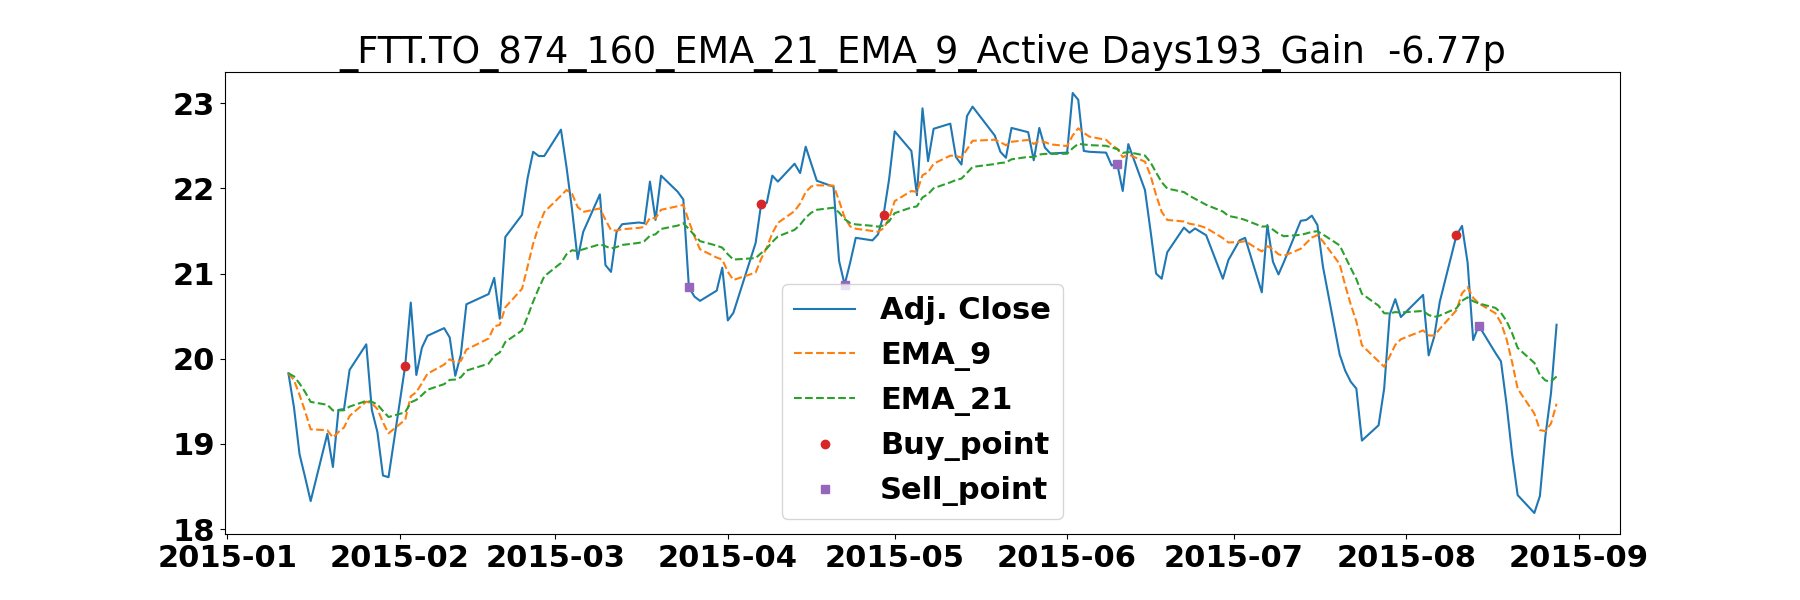 _FTT.TO_874_160_EMA_21_EMA_9_Active Days193_Gain  -6.77p
23
22
21
20
19
18
2015-01 2015-02 2015-03 2015-04 2015-05 2015-06 2015-07 2015-08 2015-09
Adj. Close
EMA_9
EMA_21
Buy_point
Sell_point